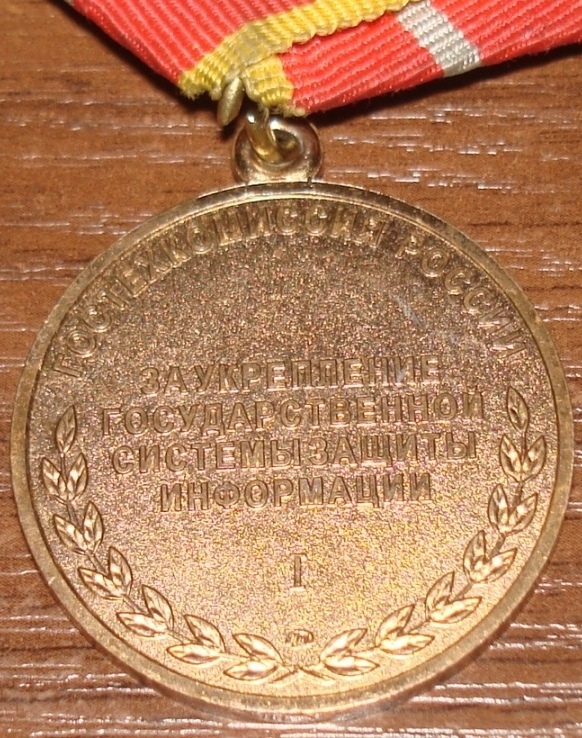 ГОСТЕХКОМИССИЯ РОССИИ
ЗА УКРЕПЛЕНИЕ
ГОСУДАРСТВЕННОЙ
СИСТЕМЫ ЗАЩИТЫ
ИНФОРМАЦИИ
I